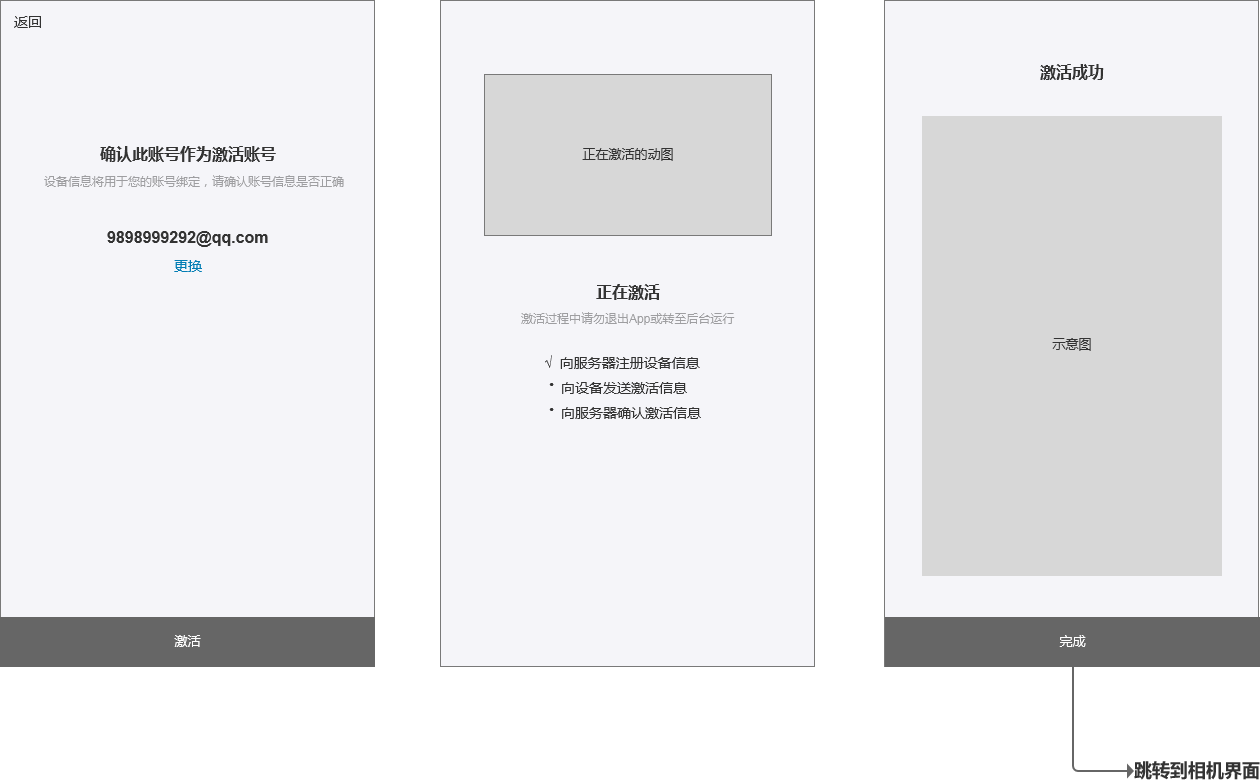 返回
确认此账号作为激活账号
设备信息将用于您的账号绑定，请确认账号信息是否正确
9898999292@qq.com
更换
激活
正在激活的动图
正在激活
激活过程中请勿退出App或转至后台运行
√ 向服务器注册设备信息
• 向设备发送激活信息
• 向服务器确认激活信息
激活成功
示意图
完成
跳转到相机界面